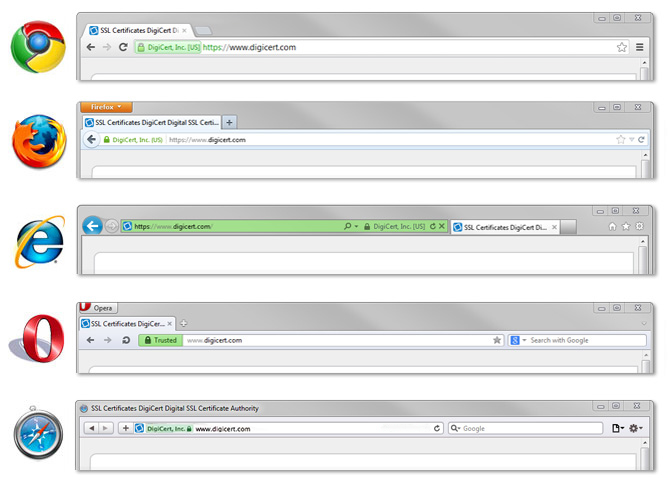 SSL Certificates DigiCert Di
DigiCert, Inc. [US] https://www.digicert.com
Firefox
SSL Certificates DigiCert Digital SSL Certi...
DigiCert, Inc. (US) https://www.digicert.com
https://www.digicert.com/ DigiCert, Inc. [US] SSL Certificates DigiCert Di...
Opera
SSL Certificates DigiCer...
Trusted www.digicert.com Search with Google
SSL Certificates DigiCert Digital SSL Certificate Authority
DigiCert, Inc. www.digicert.com Google